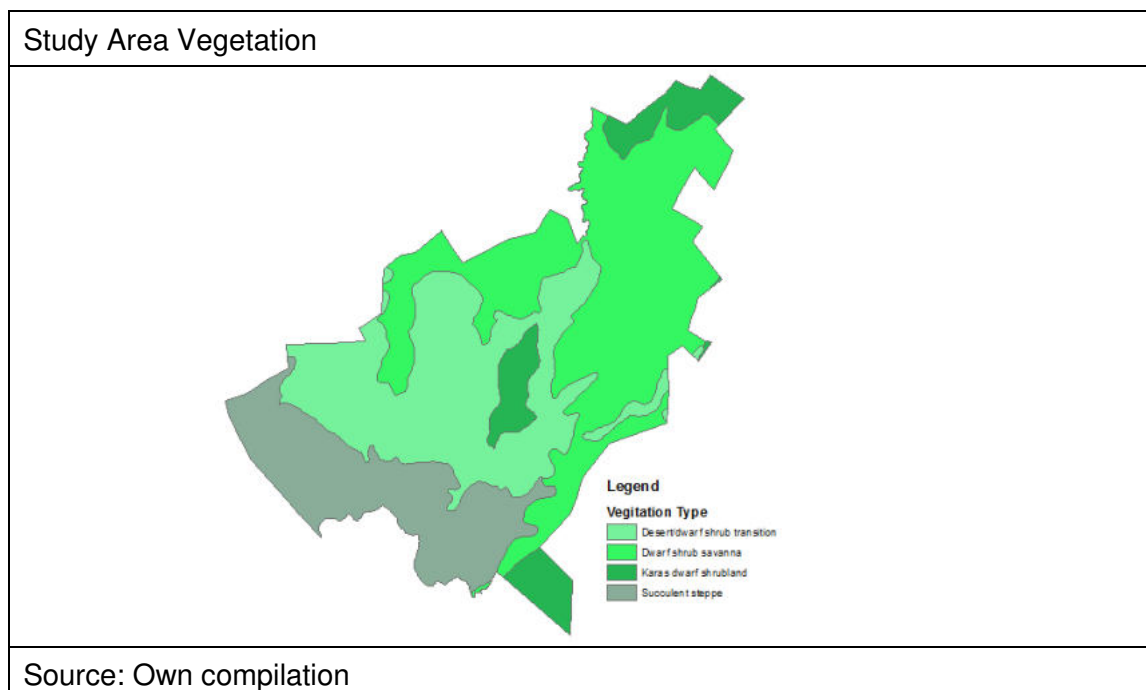 Study Area Vegetation
Legend
Vegitation Type
Desert/dwarf shrub transition
Dwarf shrub savanna
Karas dwarf shrubland
Succulent steppe
Source: Own compilation